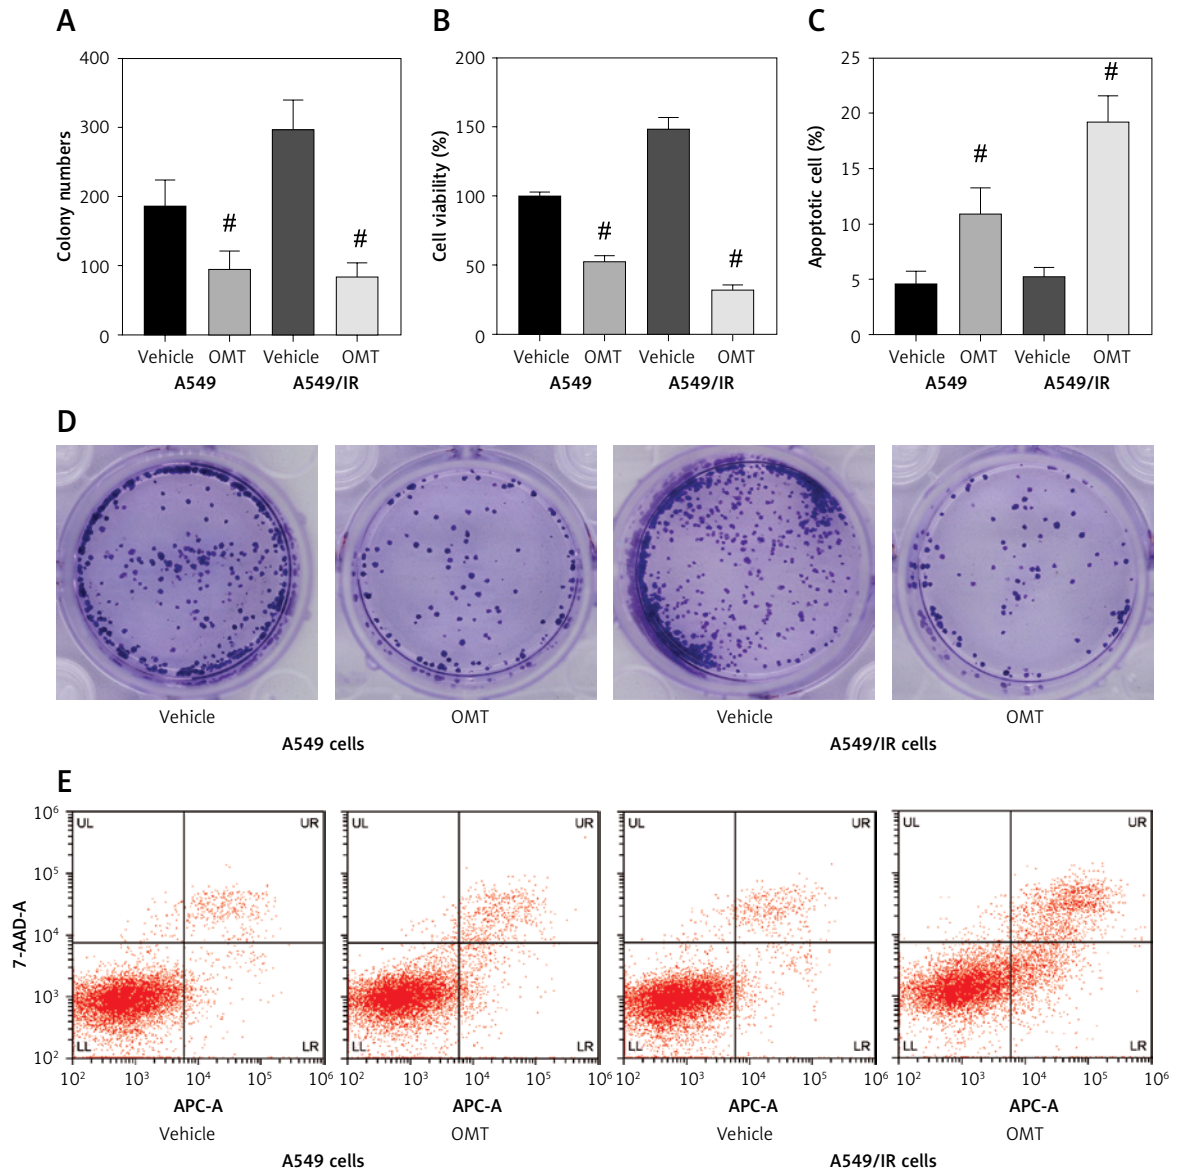 A
B
C
400
300
200
100
0
Colony numbers
#
#
Vehicle OMT Vehicle OMT
A549 A549/IR
200
150
100
50
0
Cell viability (%)
#
#
Vehicle OMT Vehicle OMT
A549 A549/IR
25
20
15
10
5
0
Apoptotic cell (%)
#
#
Vehicle OMT Vehicle OMT
A549 A549/IR
D
Vehicle OMT Vehicle OMT
A549 cells A549/IR cells
E
10⁶
10⁵
10⁴
10³
10²
7-AAD-A
UL UR UL UR UL UR UL UR
LL LR LL LR LL LR LL LR
10² 10³ 10⁴ 10⁵ 10⁶ 10² 10³ 10⁴ 10⁵ 10⁶ 10² 10³ 10⁴ 10⁵ 10⁶ 10² 10³ 10⁴ 10⁵ 10⁶
APC-A APC-A APC-A APC-A
Vehicle OMT Vehicle OMT
A549 cells A549/IR cells